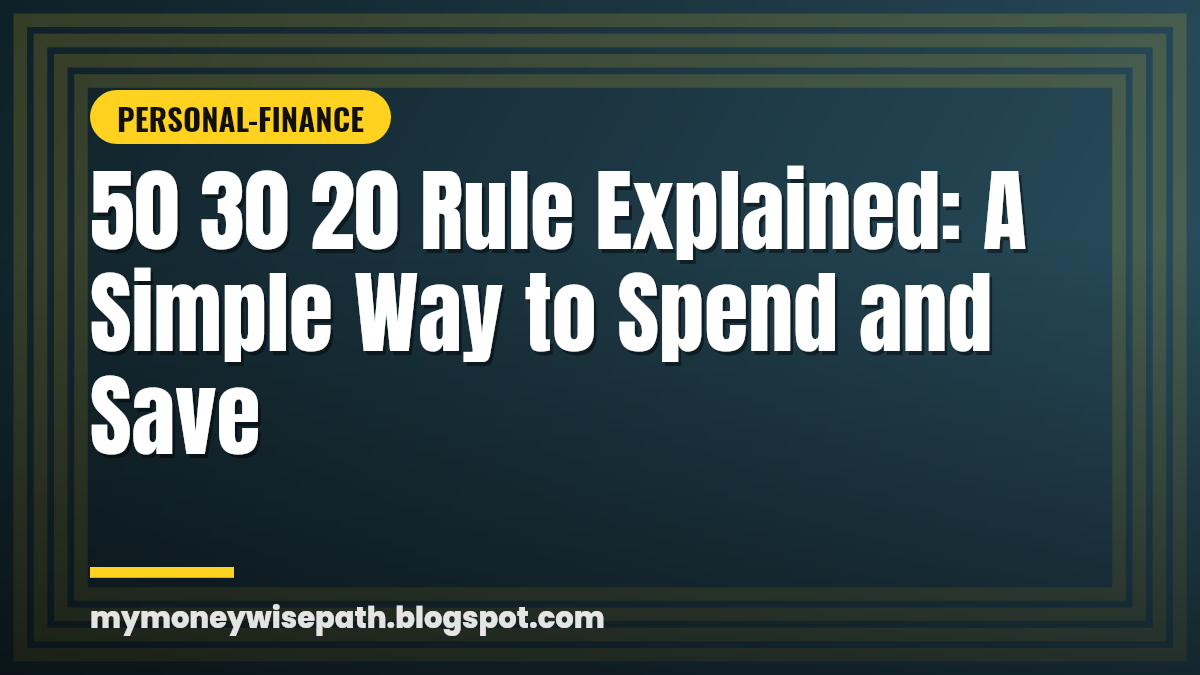 PERSONAL-FINANCE
50 30 20 Rule Explained: A
Simple Way to Spend and
Save
mymoneywisepath.blogspot.com